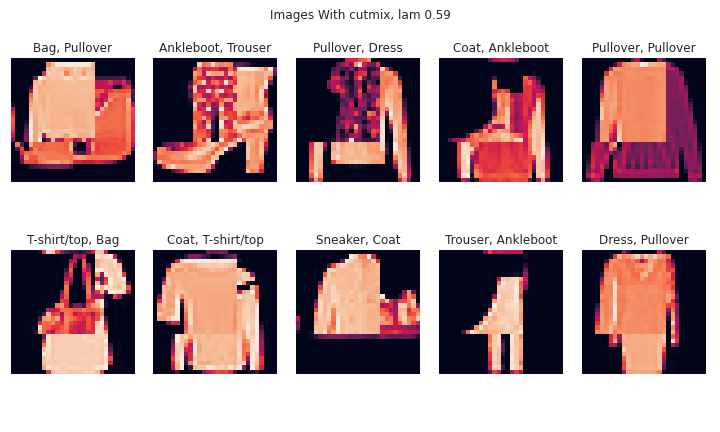 Images With cutmix, lam 0.59
Bag, Pullover
Ankleboot, Trouser
Pullover, Dress
Coat, Ankleboot
Pullover, Pullover
T-shirt/top, Bag
Coat, T-shirt/top
Sneaker, Coat
Trouser, Ankleboot
Dress, Pullover